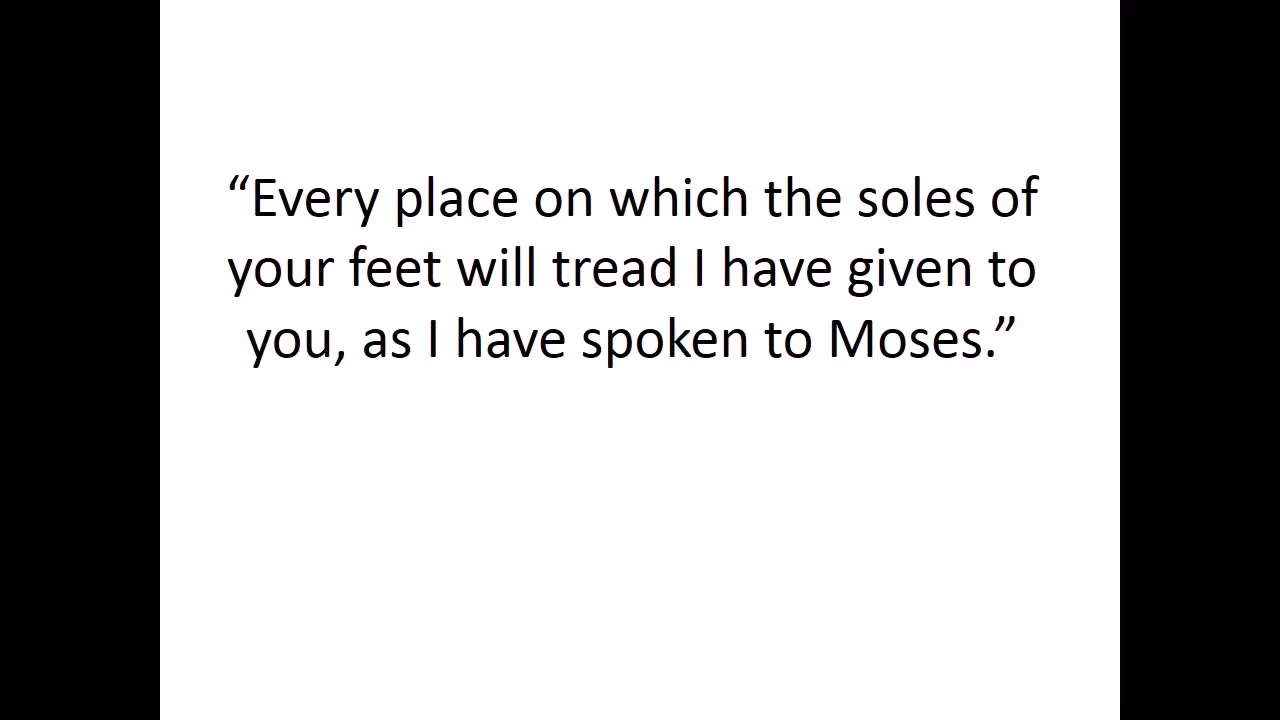 “Every place on which the soles of
your feet will tread I have given to
you, as I have spoken to Moses.”